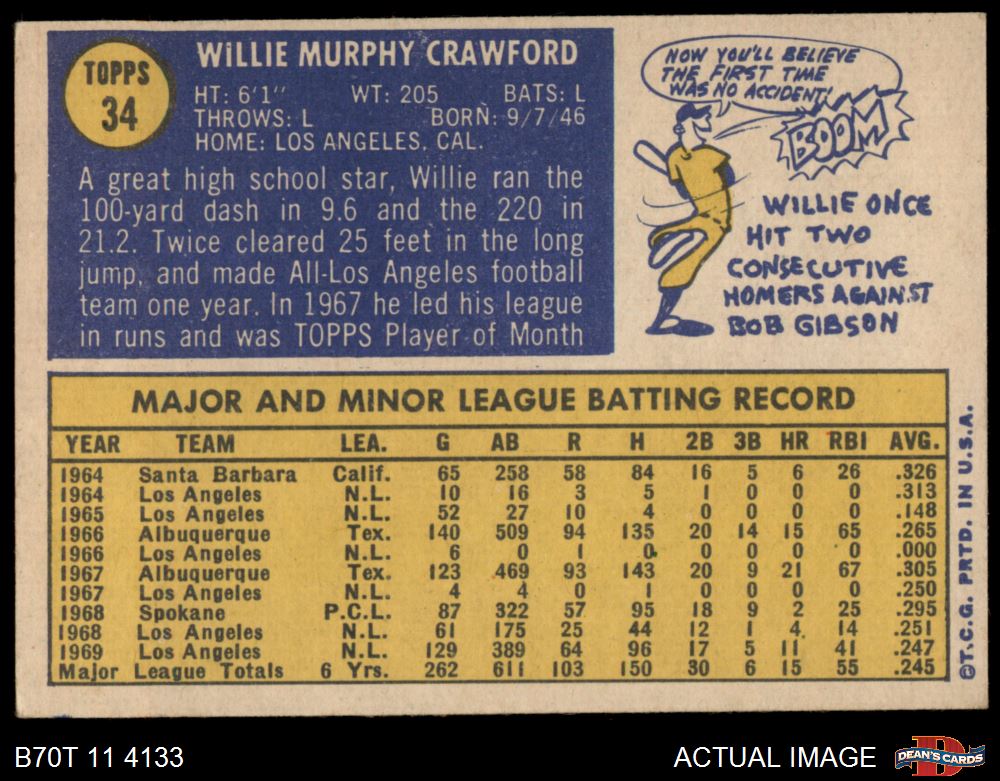 TOPPS
34
WILLIE MURPHY CRAWFORD
HT: 6'1" WT: 205 BATS: L
THROWS: L BORN: 9/7/46
HOME: LOS ANGELES, CAL.
A great high school star, Willie ran the
100-yard dash in 9.6 and the 220 in
21.2. Twice cleared 25 feet in the long
jump, and made All-Los Angeles football
team one year. In 1967 he led his league
in runs and was TOPPS Player of Month
NOW YOU'LL BELIEVE
THE FIRST TIME
WAS NO ACCIDENT!
BOOM
WILLIE ONCE
HIT TWO
CONSECUTIVE
HOMERS AGAINST
BOB GIBSON
MAJOR AND MINOR LEAGUE BATTING RECORD
YEAR TEAM LEA. G AB R H 2B 3B HR RBI AVG.
1964 Santa Barbara Calif. 65 258 58 84 16 5 6 26 .326
1964 Los Angeles N.L. 10 16 3 5 1 0 0 0 .313
1965 Los Angeles N.L. 52 27 10 4 0 0 0 0 .148
1966 Albuquerque Tex. 140 509 94 135 20 14 15 65 .265
1966 Los Angeles N.L. 6 0 1 0 0 0 0 0 .000
1967 Albuquerque Tex. 123 469 93 143 20 9 21 67 .305
1967 Los Angeles N.L. 4 4 0 1 0 0 0 0 .250
1968 Spokane P.C.L. 87 322 57 95 18 9 2 25 .295
1968 Los Angeles N.L. 61 175 25 44 12 1 4 14 .251
1969 Los Angeles N.L. 129 389 64 96 17 5 11 41 .247
Major League Totals 6 Yrs. 262 611 103 150 30 6 15 55 .245
©T.C.G. PRTD. IN U.S.A.
B70T 11 4133
ACTUAL IMAGE
D
DEAN'S CARDS